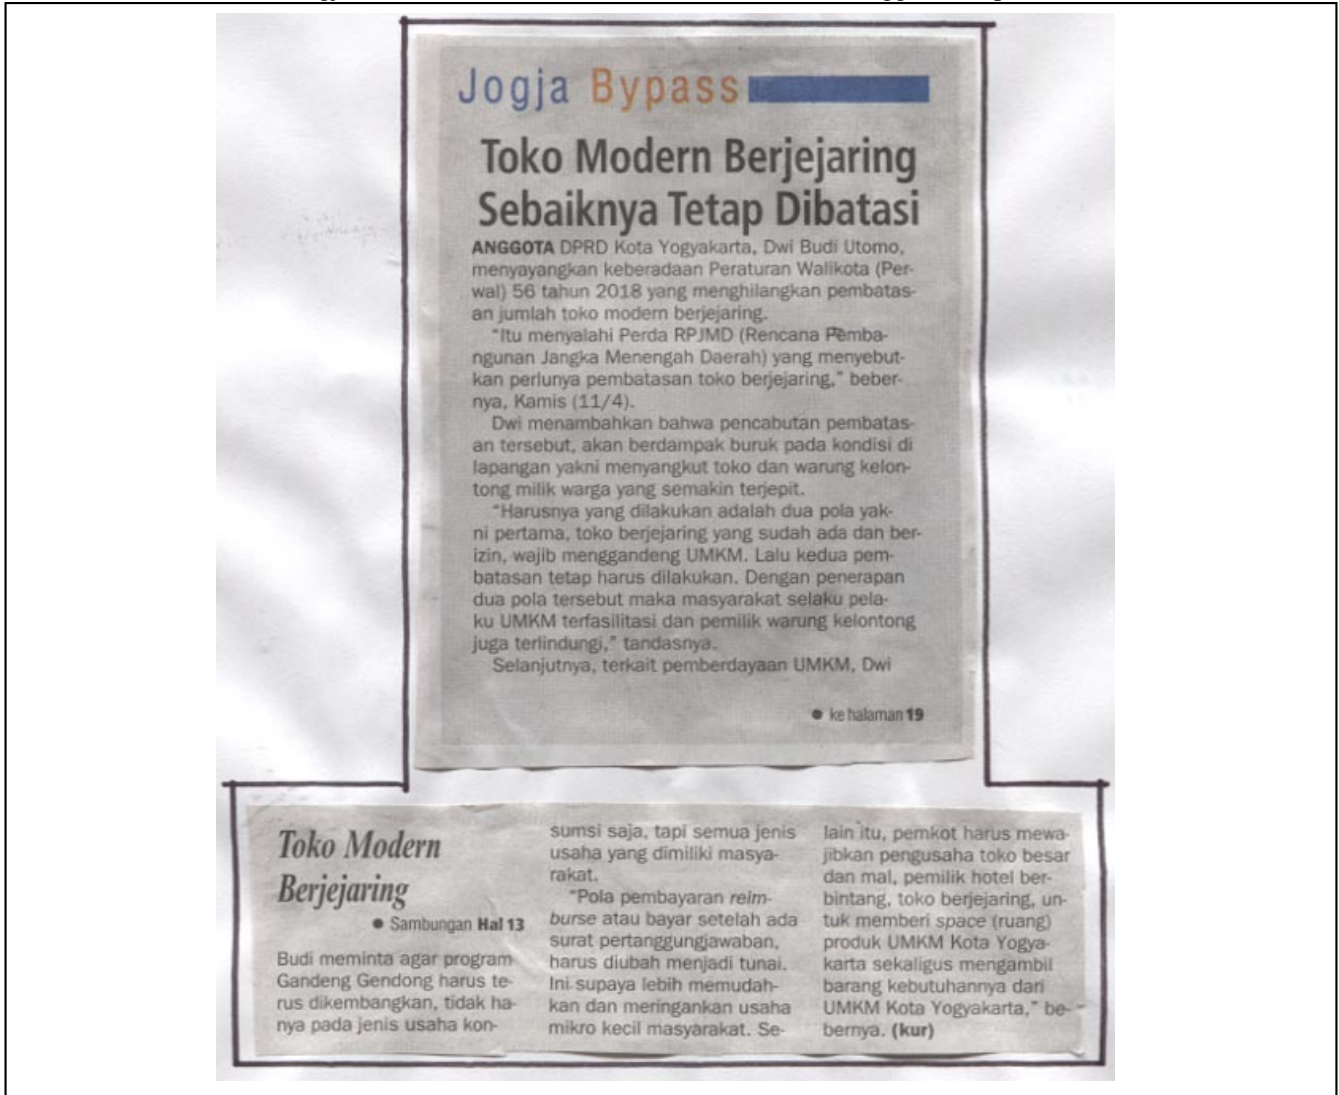 Jogja Bypass
Toko Modern Berjejaring
Sebaiknya Tetap Dibatasi
ANGGOTA DPRD Kota Yogyakarta, Dwi Budi Utomo,
menyayangkan keberadaan Peraturan Walikota (Per-
wal) 56 tahun 2018 yang menghilangkan pembatas-
an jumlah toko modern berjejaring.
"Itu menyalahi Perda RPJMD (Rencana Pemba-
ngunan Jangka Menengah Daerah) yang menyebut-
kan perlunya pembatasan toko berjejaring," beber-
nya, Kamis (11/4).
Dwi menambahkan bahwa pencabutan pembatas-
an tersebut, akan berdampak buruk pada kondisi di
lapangan yakni menyangkut toko dan warung kelon-
tong milik warga yang semakin terjepit.
"Harusnya yang dilakukan adalah dua pola yak-
ni pertama, toko berjejaring yang sudah ada dan ber-
izin, wajib menggandeng UMKM. Lalu kedua pem-
batasan tetap harus dilakukan. Dengan penerapan
dua pola tersebut maka masyarakat selaku pela-
ku UMKM terfasilitasi dan pemilik warung kelontong
juga terlindungi," tandasnya.
Selanjutnya, terkait pemberdayaan UMKM, Dwi
● ke halaman 19
Toko Modern
Berjejaring
● Sambungan Hal 13
Budi meminta agar program
Gandeng Gendong harus te-
rus dikembangkan, tidak ha-
nya pada jenis usaha kon-
sumsi saja, tapi semua jenis
usaha yang dimiliki masya-
rakat.
"Pola pembayaran reim-
burse atau bayar setelah ada
surat pertanggungjawaban,
harus diubah menjadi tunai.
Ini supaya lebih memudah-
kan dan meringankan usaha
mikro kecil masyarakat. Se-
lain itu, pemkot harus mewa-
jibkan pengusaha toko besar
dan mal, pemilik hotel ber-
bintang, toko berjejaring, un-
tuk memberi space (ruang)
produk UMKM Kota Yogya-
karta sekaligus mengambil
barang kebutuhannya dari
UMKM Kota Yogyakarta," be-
bernya. (kur)